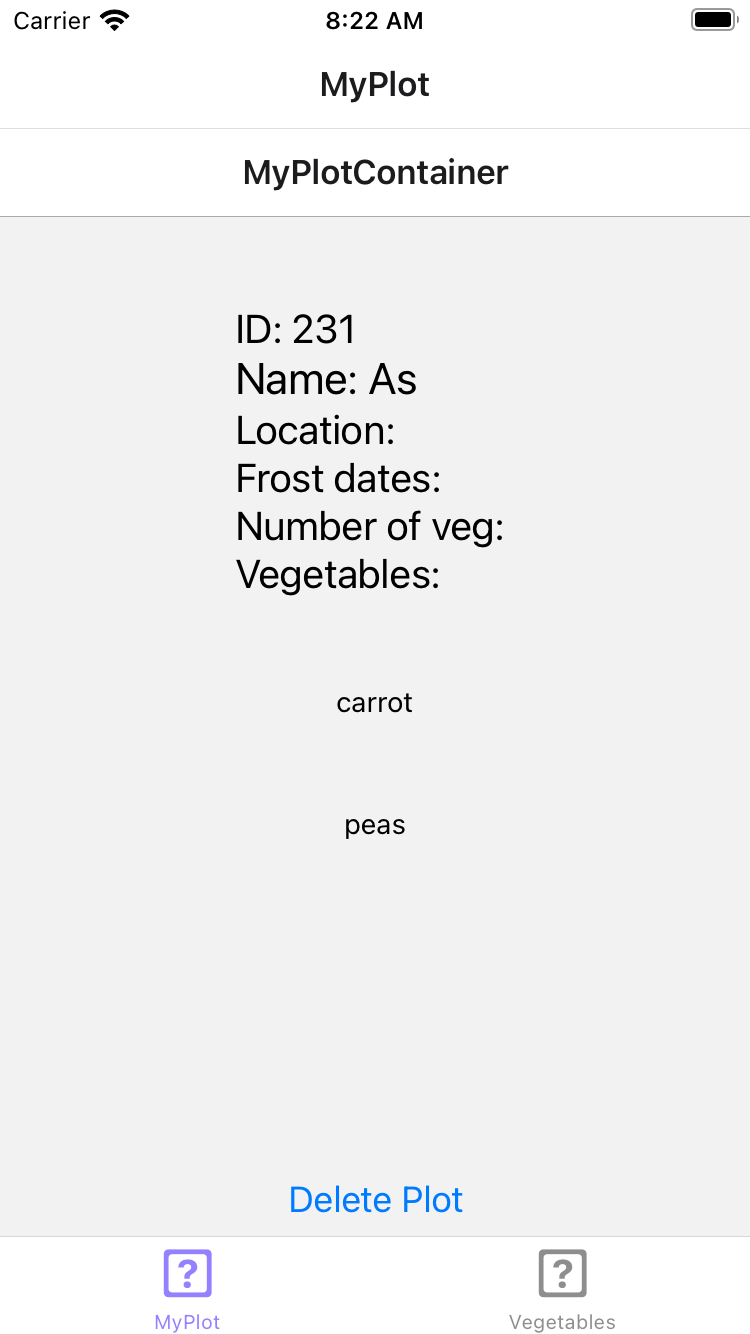 Carrier 8:22 AM
MyPlot
MyPlotContainer
ID: 231
Name: As
Location:
Frost dates:
Number of veg:
Vegetables:
carrot
peas
Delete Plot
? ?
MyPlot Vegetables